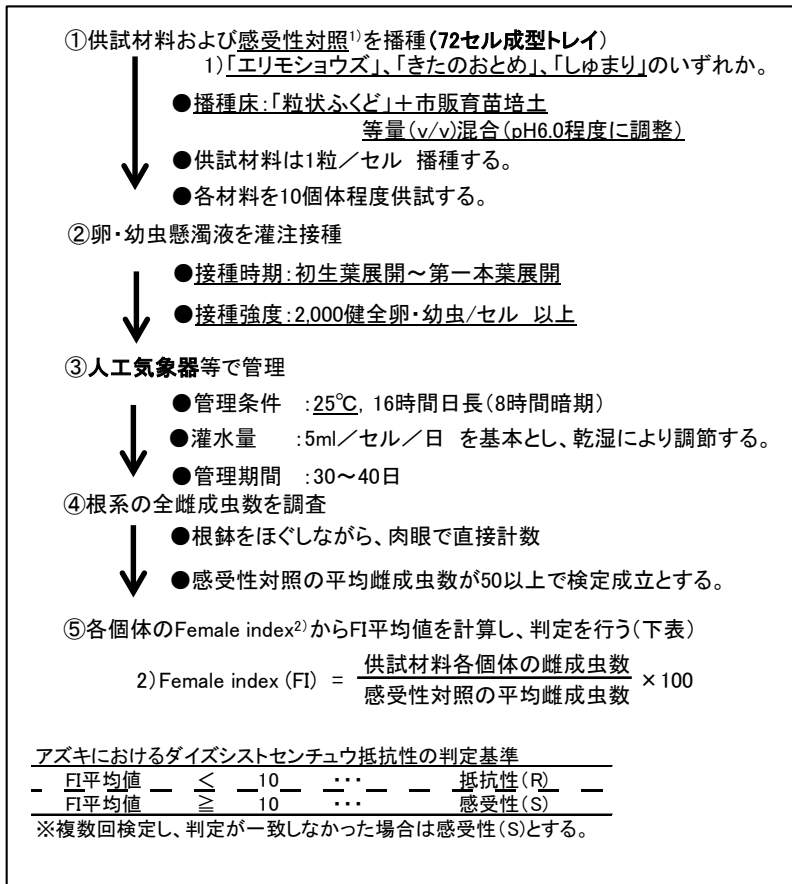 ①供試材料および感受性対照1)を播種(72セル成型トレイ)
1)「エリモショウズ」、「きたのおとめ」、「しゅまり」のいずれか。
●播種床:「粒状ふくど」+市販育苗培土
等量(v/v)混合(pH6.0程度に調整)
●供試材料は1粒/セル 播種する。
●各材料を10個体程度供試する。
②卵・幼虫懸濁液を灌注接種
●接種時期:初生葉展開~第一本葉展開
●接種強度:2,000健全卵・幼虫/セル 以上
③人工気象器等で管理
●管理条件 :25℃, 16時間日長(8時間暗期)
●灌水量 :5ml/セル/日 を基本とし、乾湿により調節する。
●管理期間 :30~40日
④根系の全雌成虫数を調査
●根鉢をほぐしながら、肉眼で直接計数
●感受性対照の平均雌成虫数が50以上で検定成立とする。
⑤各個体のFemale index2)からFI平均値を計算し、判定を行う(下表)
2)Female index (FI) = 供試材料各個体の雌成虫数 × 100
感受性対照の平均雌成虫数
アズキにおけるダイズシストセンチュウ抵抗性の判定基準
FI平均値 < 10 ・・・ 抵抗性(R)
FI平均値 ≧ 10 ・・・ 感受性(S)
※複数回検定し、判定が一致しなかった場合は感受性(S)とする。